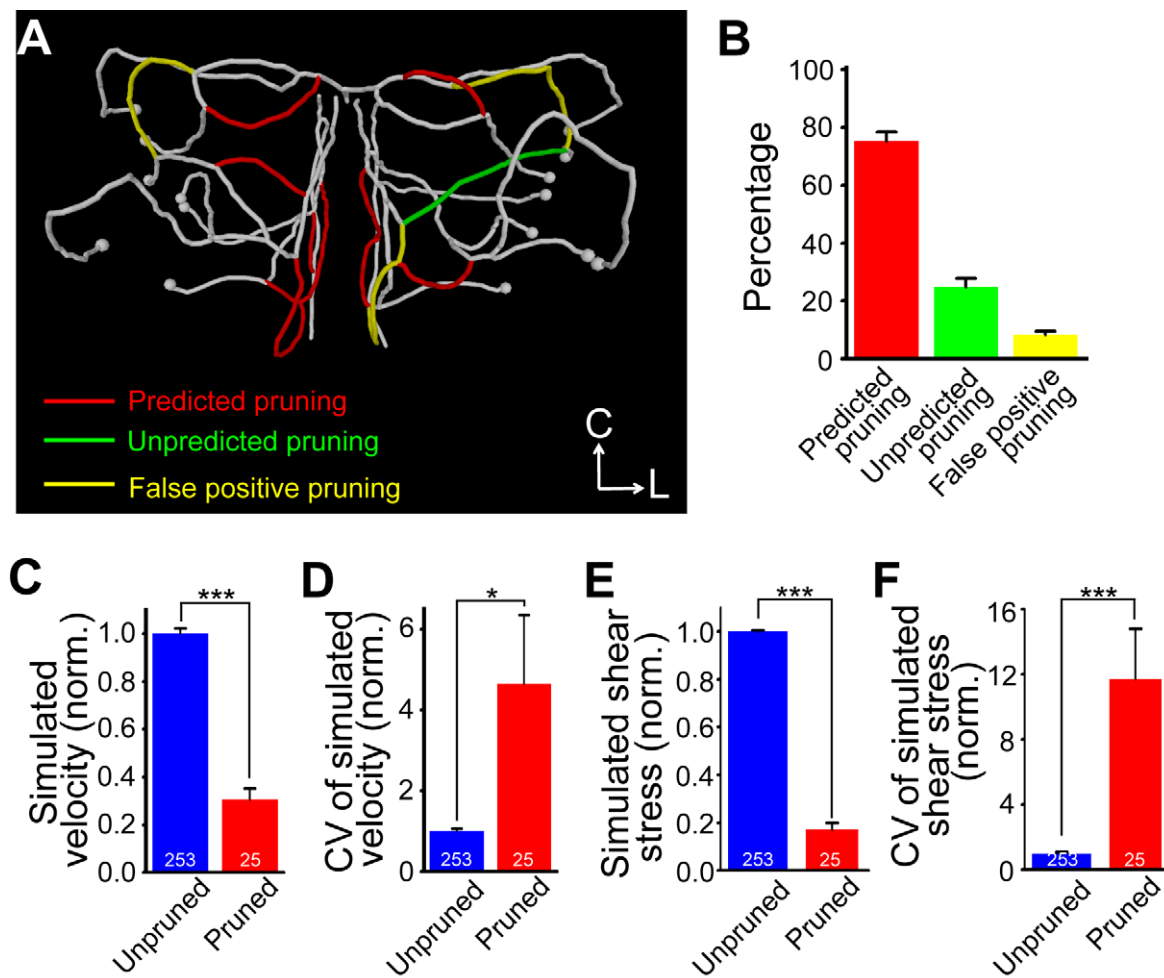 A
Predicted pruning
Unpredicted pruning
False positive pruning
C
L
B
Percentage
100
80
60
40
20
0
Predicted
pruning
Unpredicted
pruning
False positive
pruning
C
Simulated
velocity (norm.)
1.0
0.8
0.6
0.4
0.2
0.0
***
253
25
Unpruned
Pruned
D
CV of simulated
velocity (norm.)
6
4
2
0
*
253
25
Unpruned
Pruned
E
Simulated shear
stress (norm.)
1.0
0.8
0.6
0.4
0.2
0.0
***
253
25
Unpruned
Pruned
F
CV of simulated
shear stress
(norm.)
16
12
8
4
0
***
253
25
Unpruned
Pruned